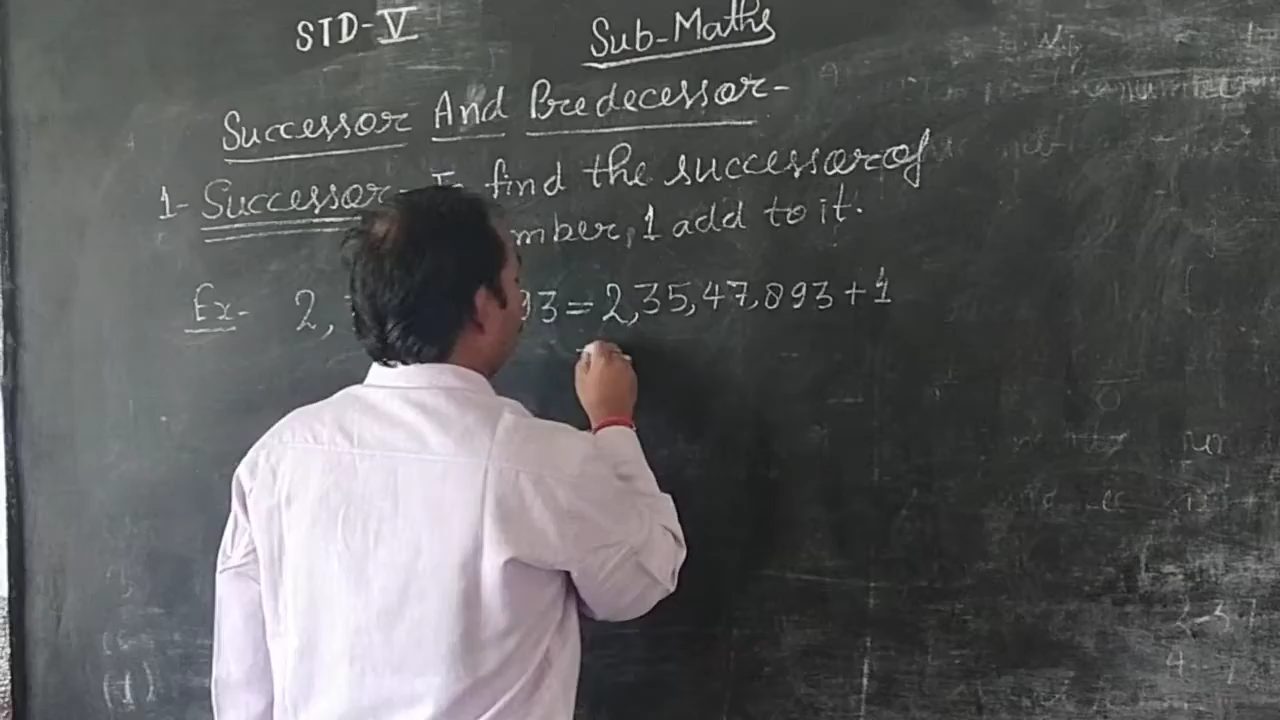 STD-V
Sub-Maths
Successor And Predecessor-
1- Successor- To find the successor of
mber, 1 add to it.
Ex- 2, 93 = 2,35,47,893 + 1